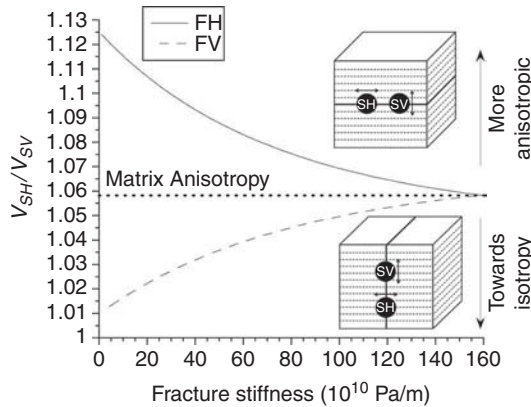 1.13
1.12
1.11
1.1
1.09
1.08
1.07
1.06
1.05
1.04
1.03
1.02
1.01
1
V_SH/V_SV
FH
FV
Matrix Anisotropy
SH SV
SV
SH
More anisotropic
Towards isotropy
0 20 40 60 80 100 120 140 160
Fracture stiffness (10^10 Pa/m)